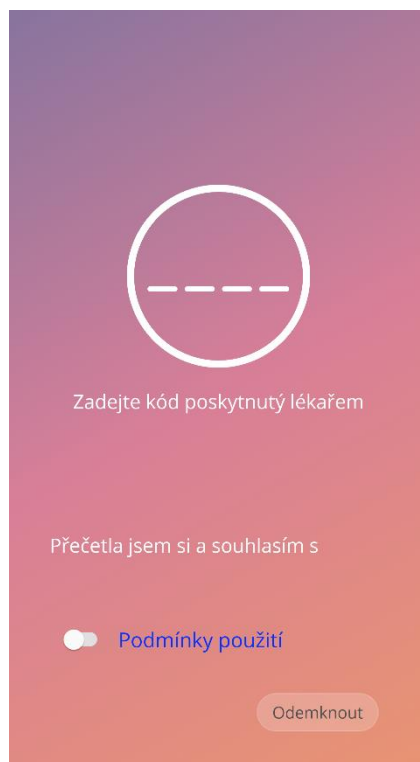 Zadejte kód poskytnutý lékařem
Přečetla jsem si a souhlasím s
Podmínky použití
Odemknout